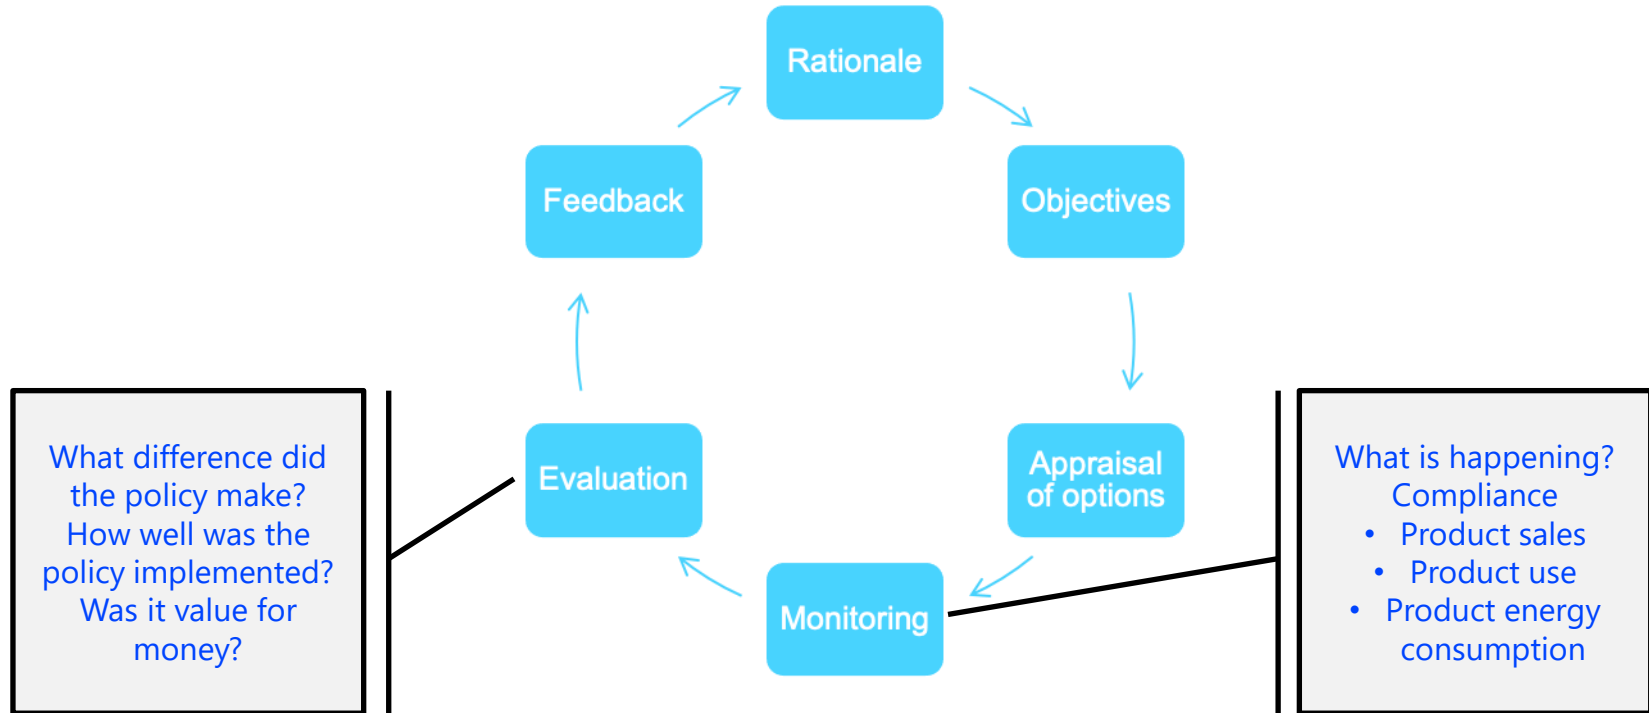 Rationale
Feedback
Objectives
What difference did
the policy make?
How well was the
policy implemented?
Was it value for
money?
Evaluation
Appraisal
of options
What is happening?
Compliance
• Product sales
• Product use
• Product energy
consumption
Monitoring